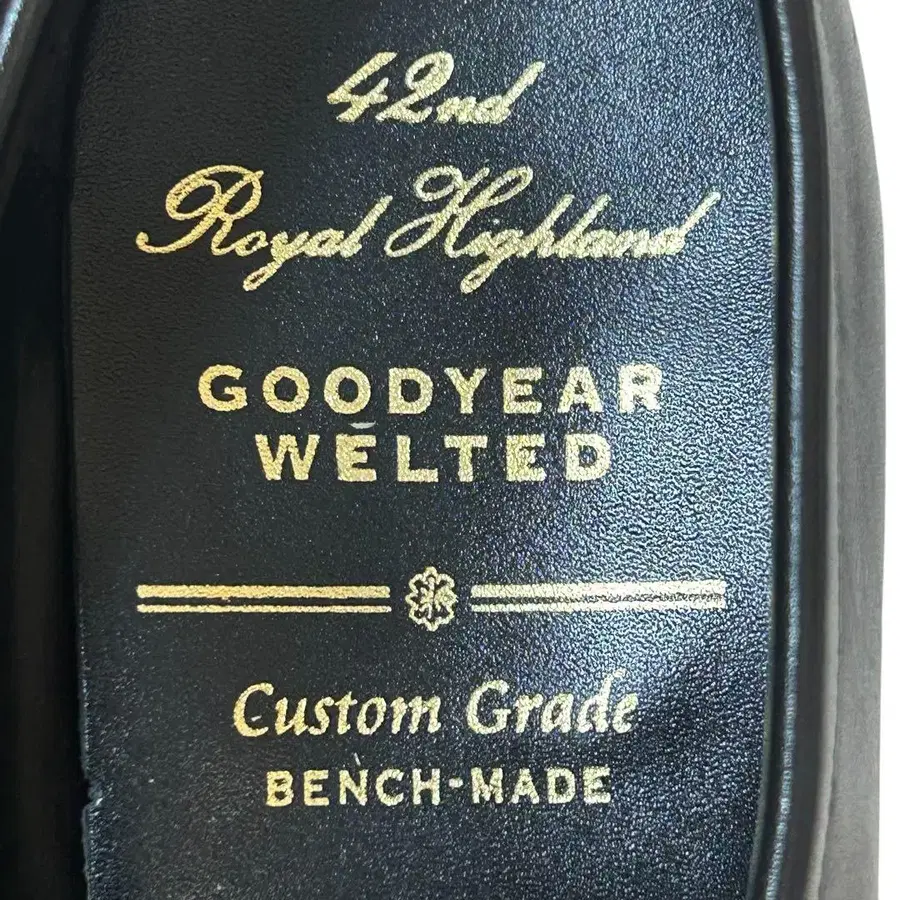 42nd
Royal Highland
GOODYEAR
WELTED
Custom Grade
BENCH-MADE